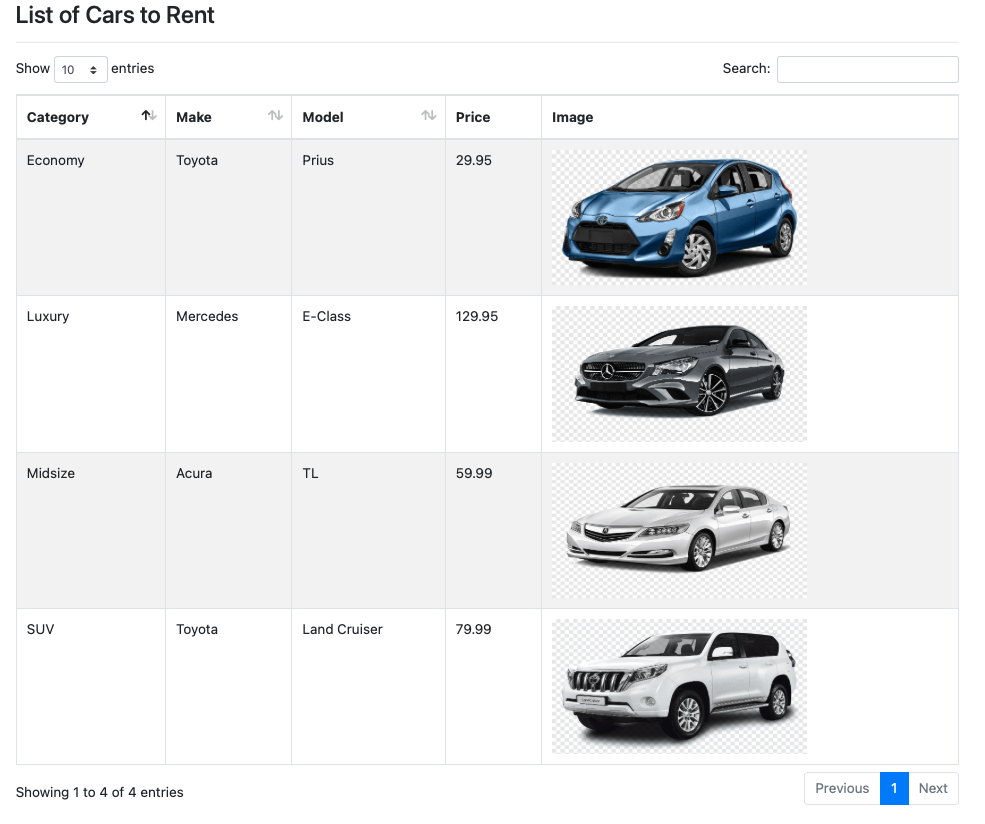 List of Cars to Rent
Show 10 entries Search:
Category Make Model Price Image
Economy Toyota Prius 29.95
Luxury Mercedes E-Class 129.95
Midsize Acura TL 59.99
SUV Toyota Land Cruiser 79.99
Showing 1 to 4 of 4 entries Previous 1 Next